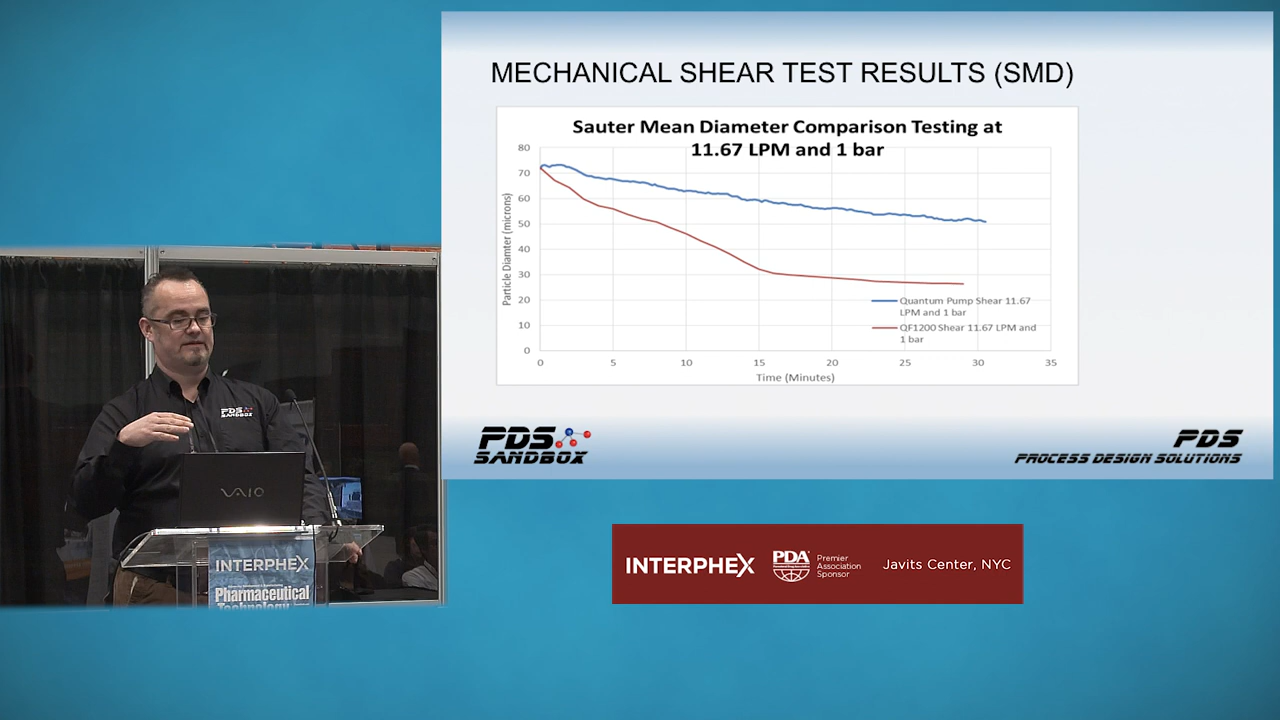 MECHANICAL SHEAR TEST RESULTS (SMD)
Sauter Mean Diameter Comparison Testing at
11.67 LPM and 1 bar
80
70
60
50
40
30
20
10
0
Particle Diamter (microns)
0 5 10 15 20 25 30 35
Time (Minutes)
Quantum Pump Shear 11.67
LPM and 1 bar
QF1200 Shear 11.67 LPM and
1 bar
PDS
SANDBOX
PDS
PROCESS DESIGN SOLUTIONS
PDS
SANDBOX
VAIO
INTERPHEX
Pharmaceutical
Technology
INTERPHEX
PDA
Premier
Association
Sponsor
Javits Center, NYC